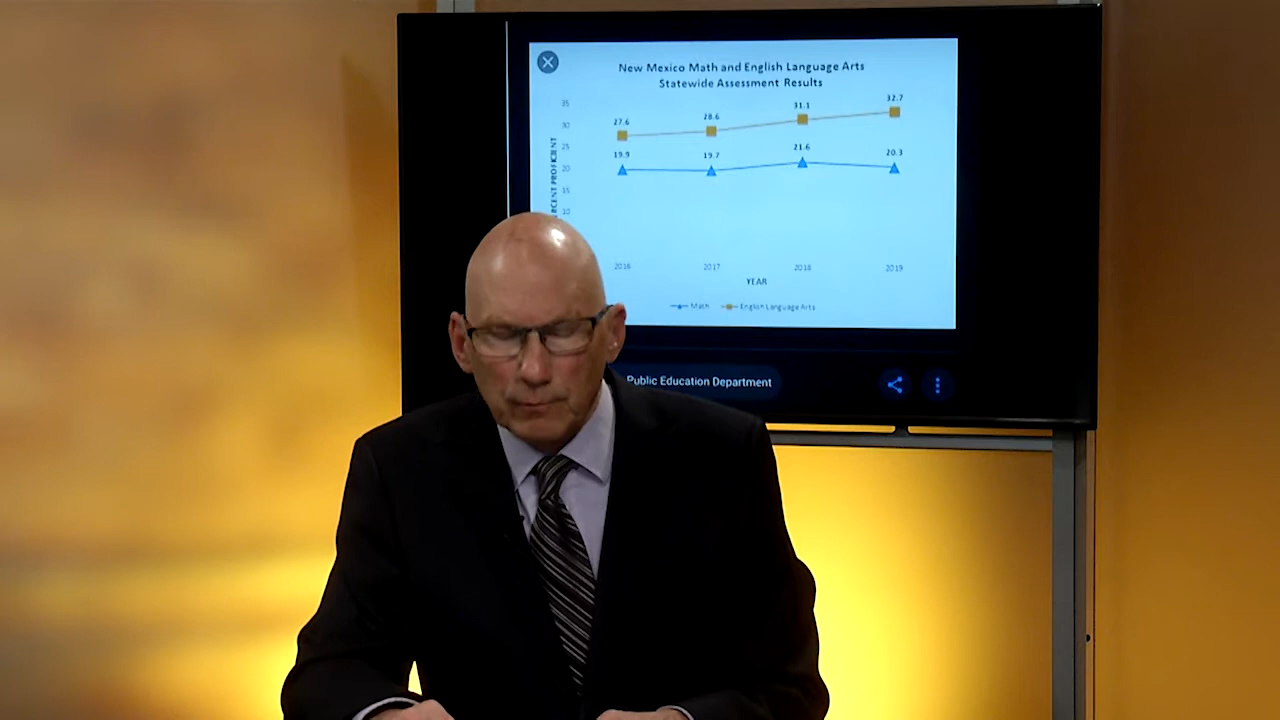 New Mexico Math and English Language Arts
Statewide Assessment Results
35
30
25
20
15
10
RCENT PROFICIENT
27.6
28.6
31.1
32.7
19.9
19.7
21.6
20.3
2016
2017
2018
2019
YEAR
Math
English Language Arts
Public Education Department